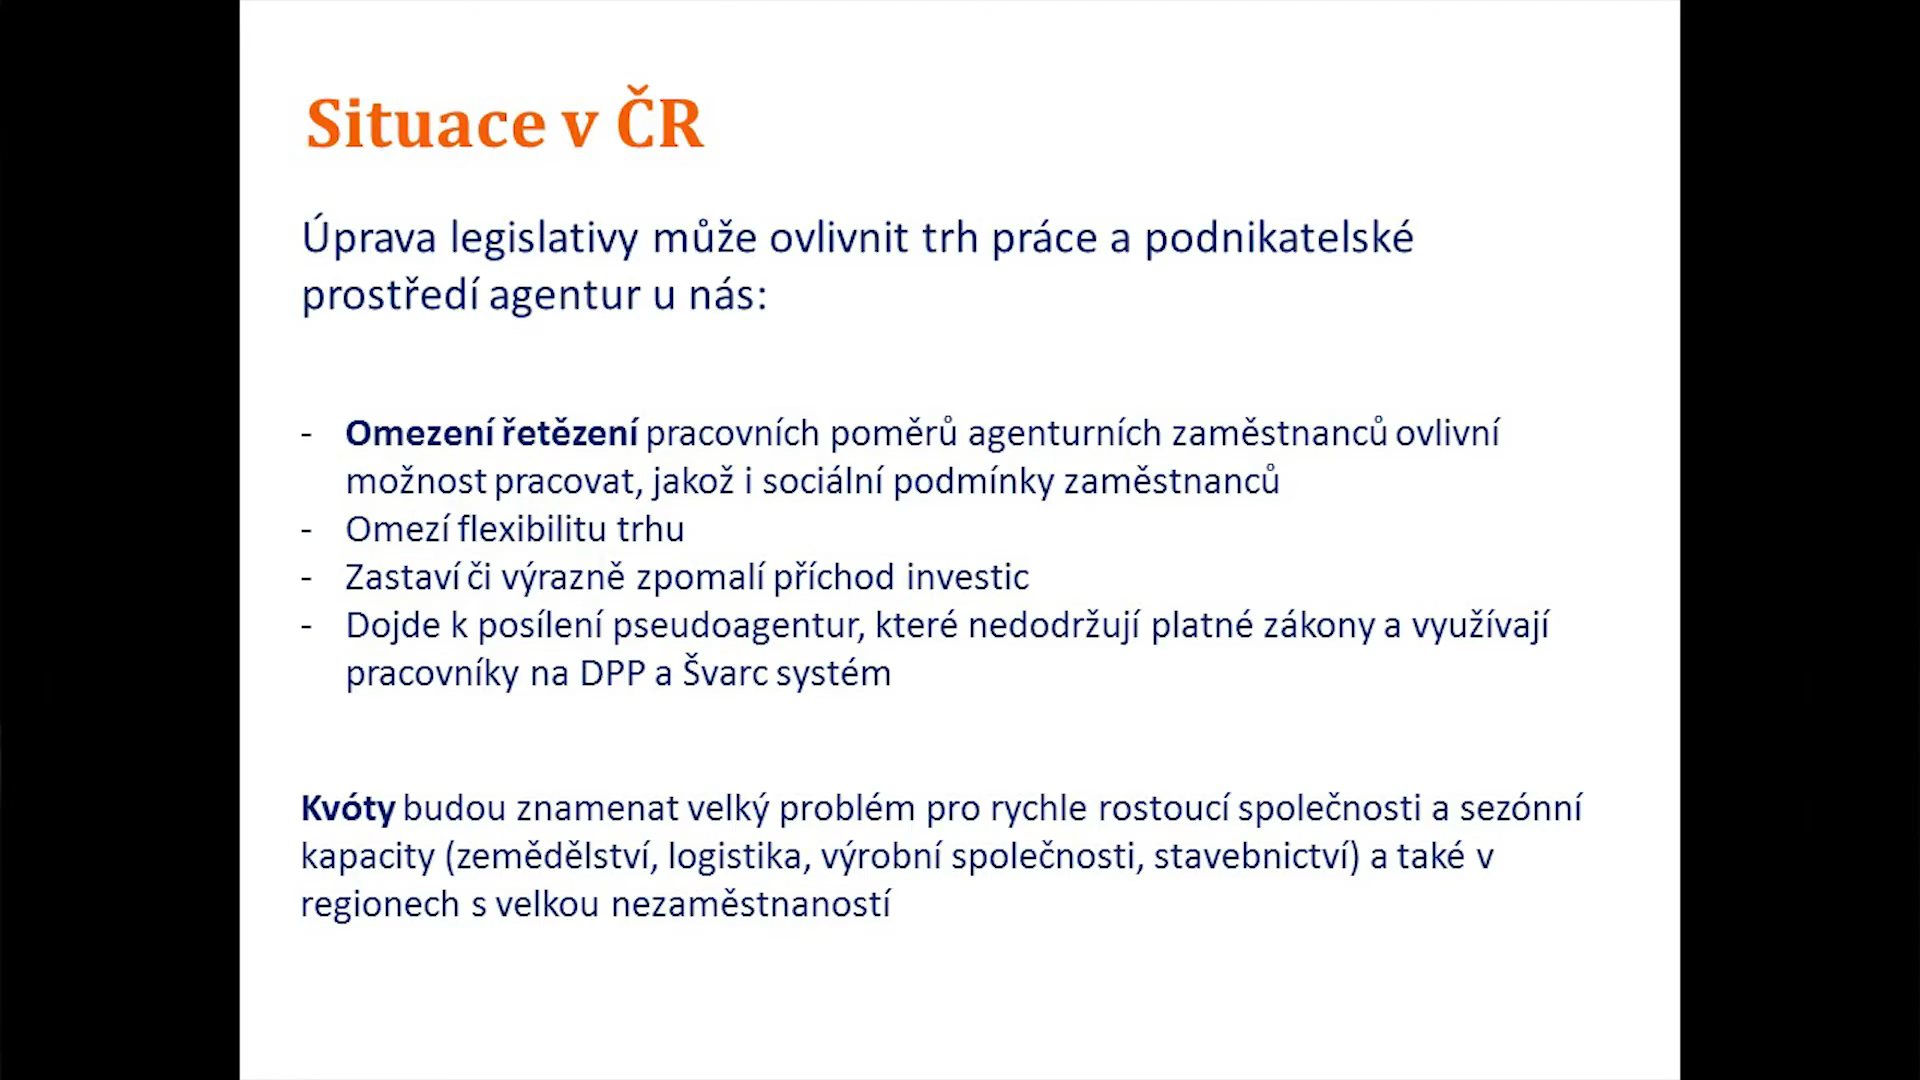 Situace v ČR
Úprava legislativy může ovlivnit trh práce a podnikatelské
prostředí agentur u nás:
- Omezení řetězení pracovních poměrů agenturních zaměstnanců ovlivní
možnost pracovat, jakož i sociální podmínky zaměstnanců
- Omezí flexibilitu trhu
- Zastaví či výrazně zpomalí příchod investic
- Dojde k posílení pseudoagentur, které nedodržují platné zákony a využívají
pracovníky na DPP a Švarc systém
Kvóty budou znamenat velký problém pro rychle rostoucí společnosti a sezónní
kapacity (zemědělství, logistika, výrobní společnosti, stavebnictví) a také v
regionech s velkou nezaměstnaností